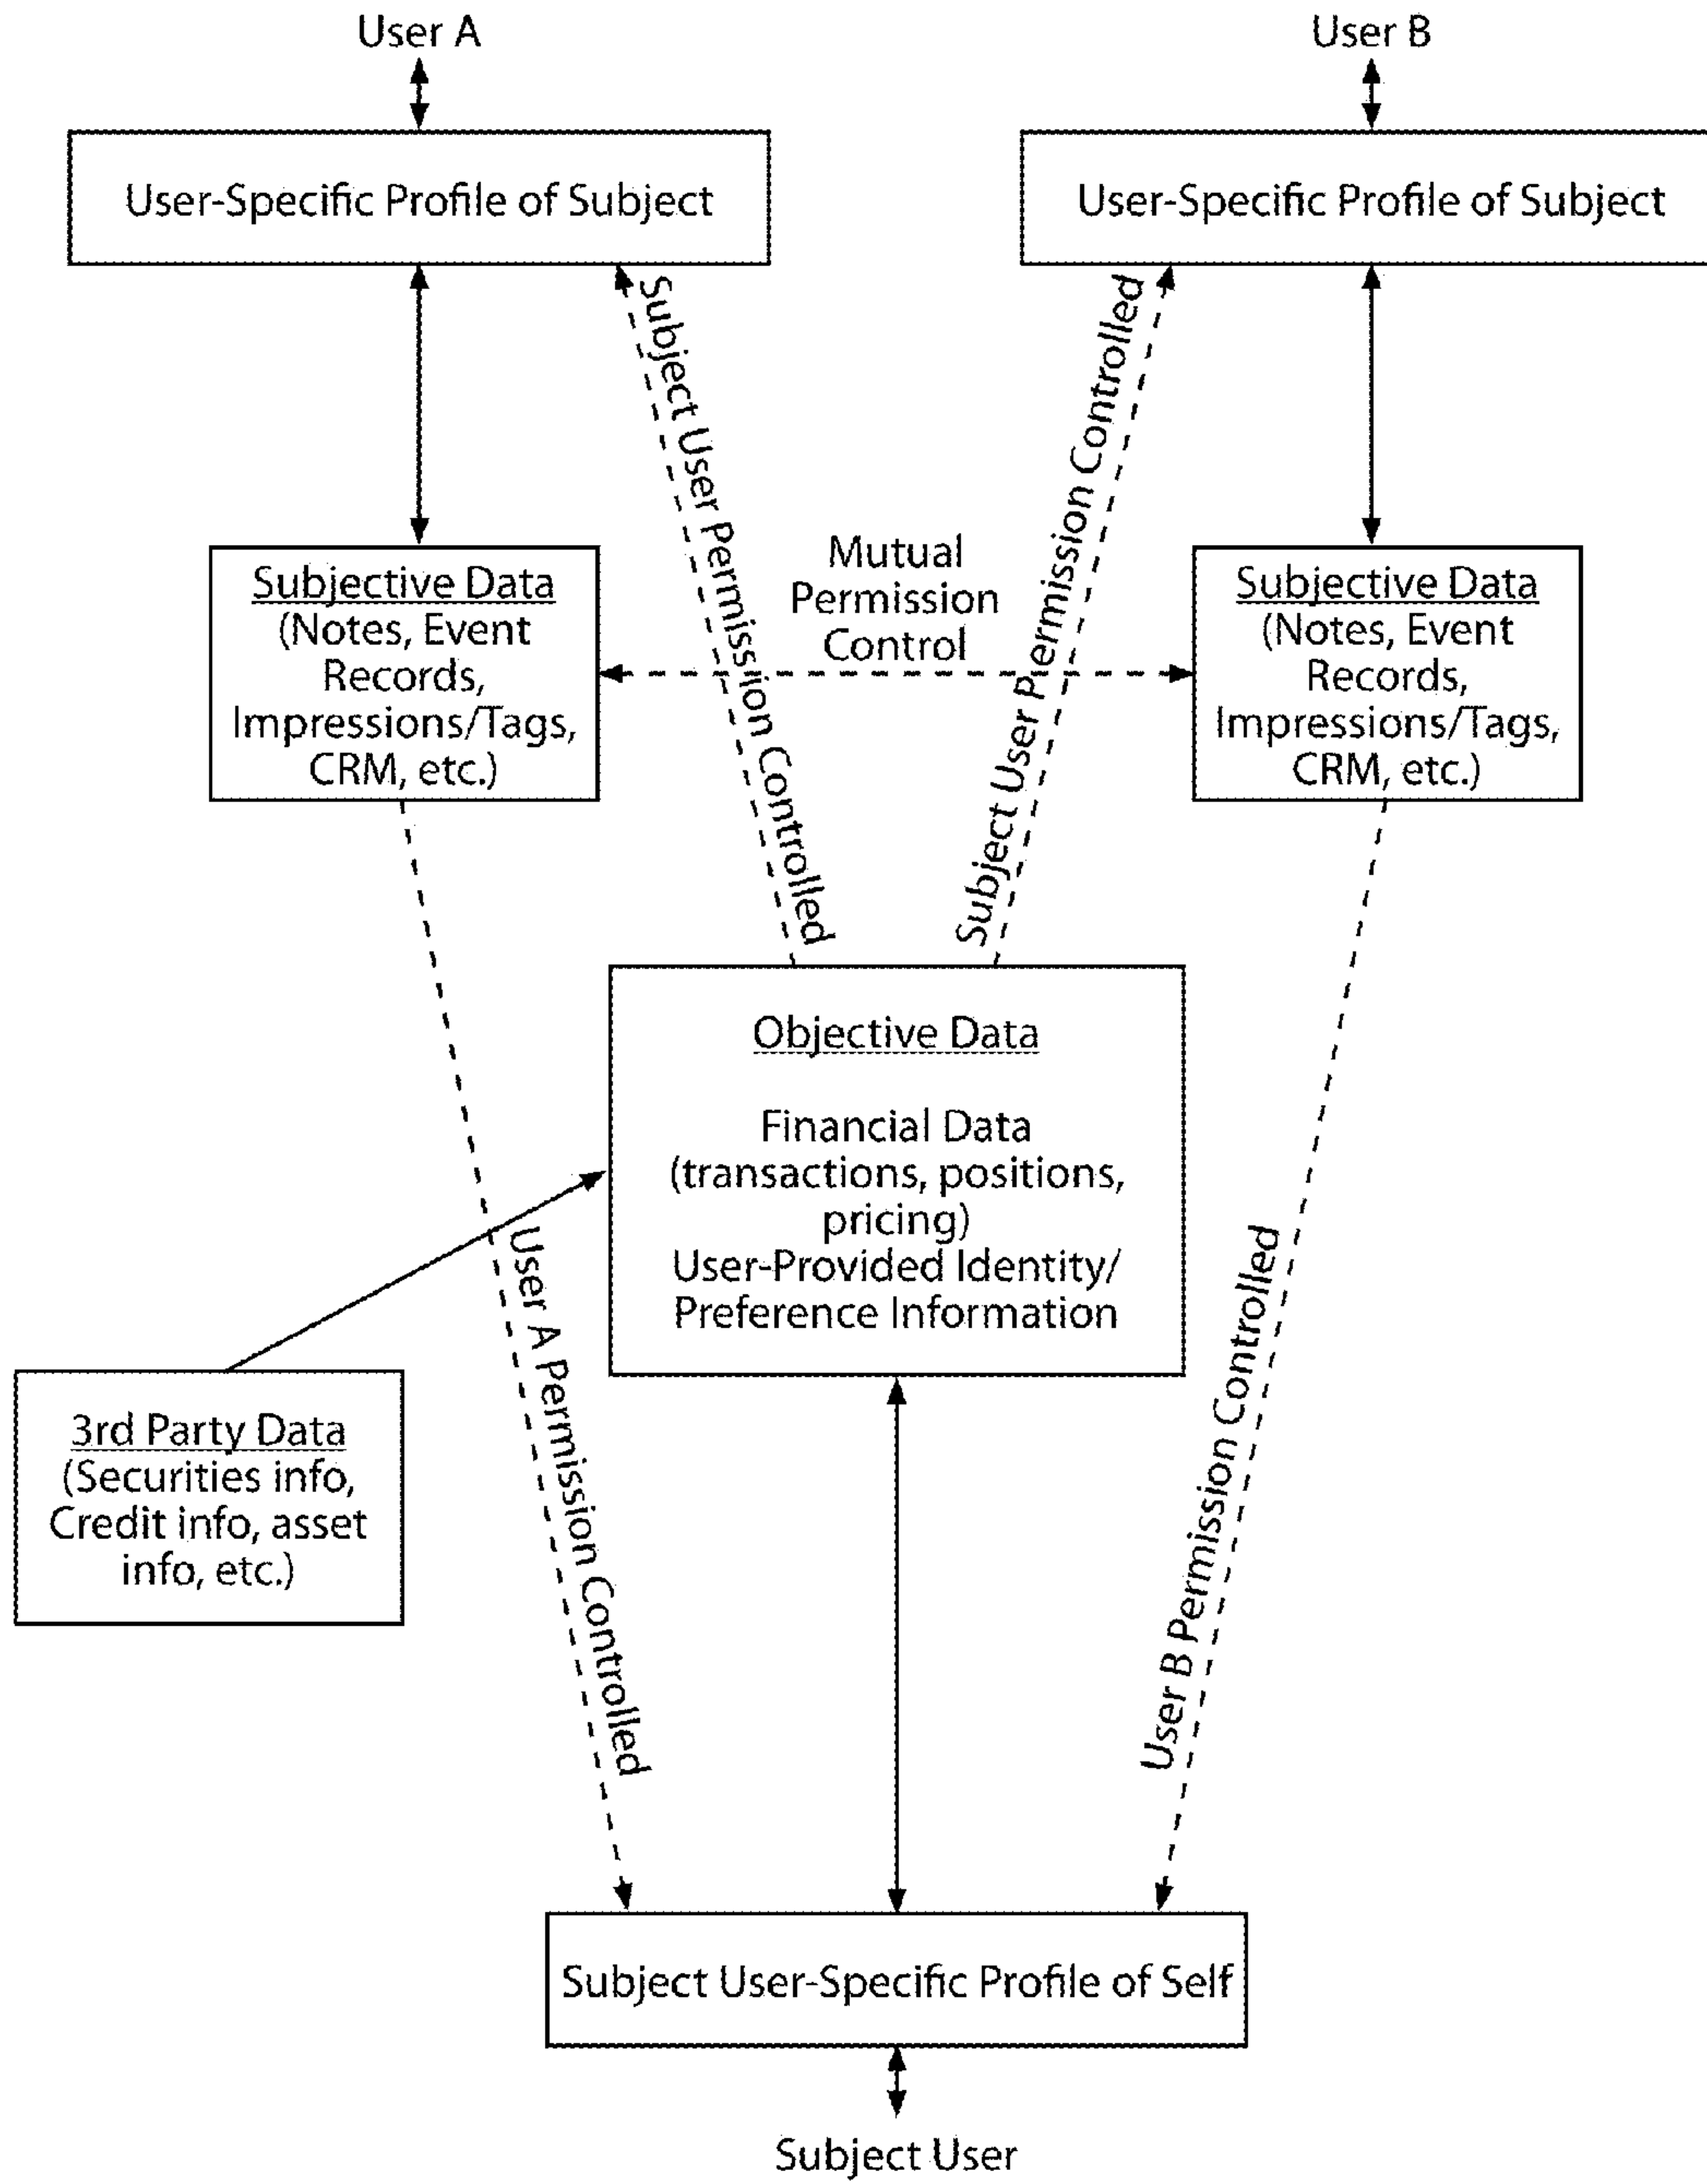 User A
User B
User-Specific Profile of Subject
User-Specific Profile of Subject
Subject User Permission Controlled
Subject User Permission Controlled
Subjective Data
(Notes, Event
Records,
Impressions/Tags,
CRM, etc.)
Mutual
Permission
Control
Subjective Data
(Notes, Event
Records,
Impressions/Tags,
CRM, etc.)
Objective Data
Financial Data
(transactions, positions,
pricing)
User-Provided Identity/
Preference Information
User A Permission Controlled
User B Permission Controlled
3rd Party Data
(Securities info,
Credit info, asset
info, etc.)
Subject User-Specific Profile of Self
Subject User